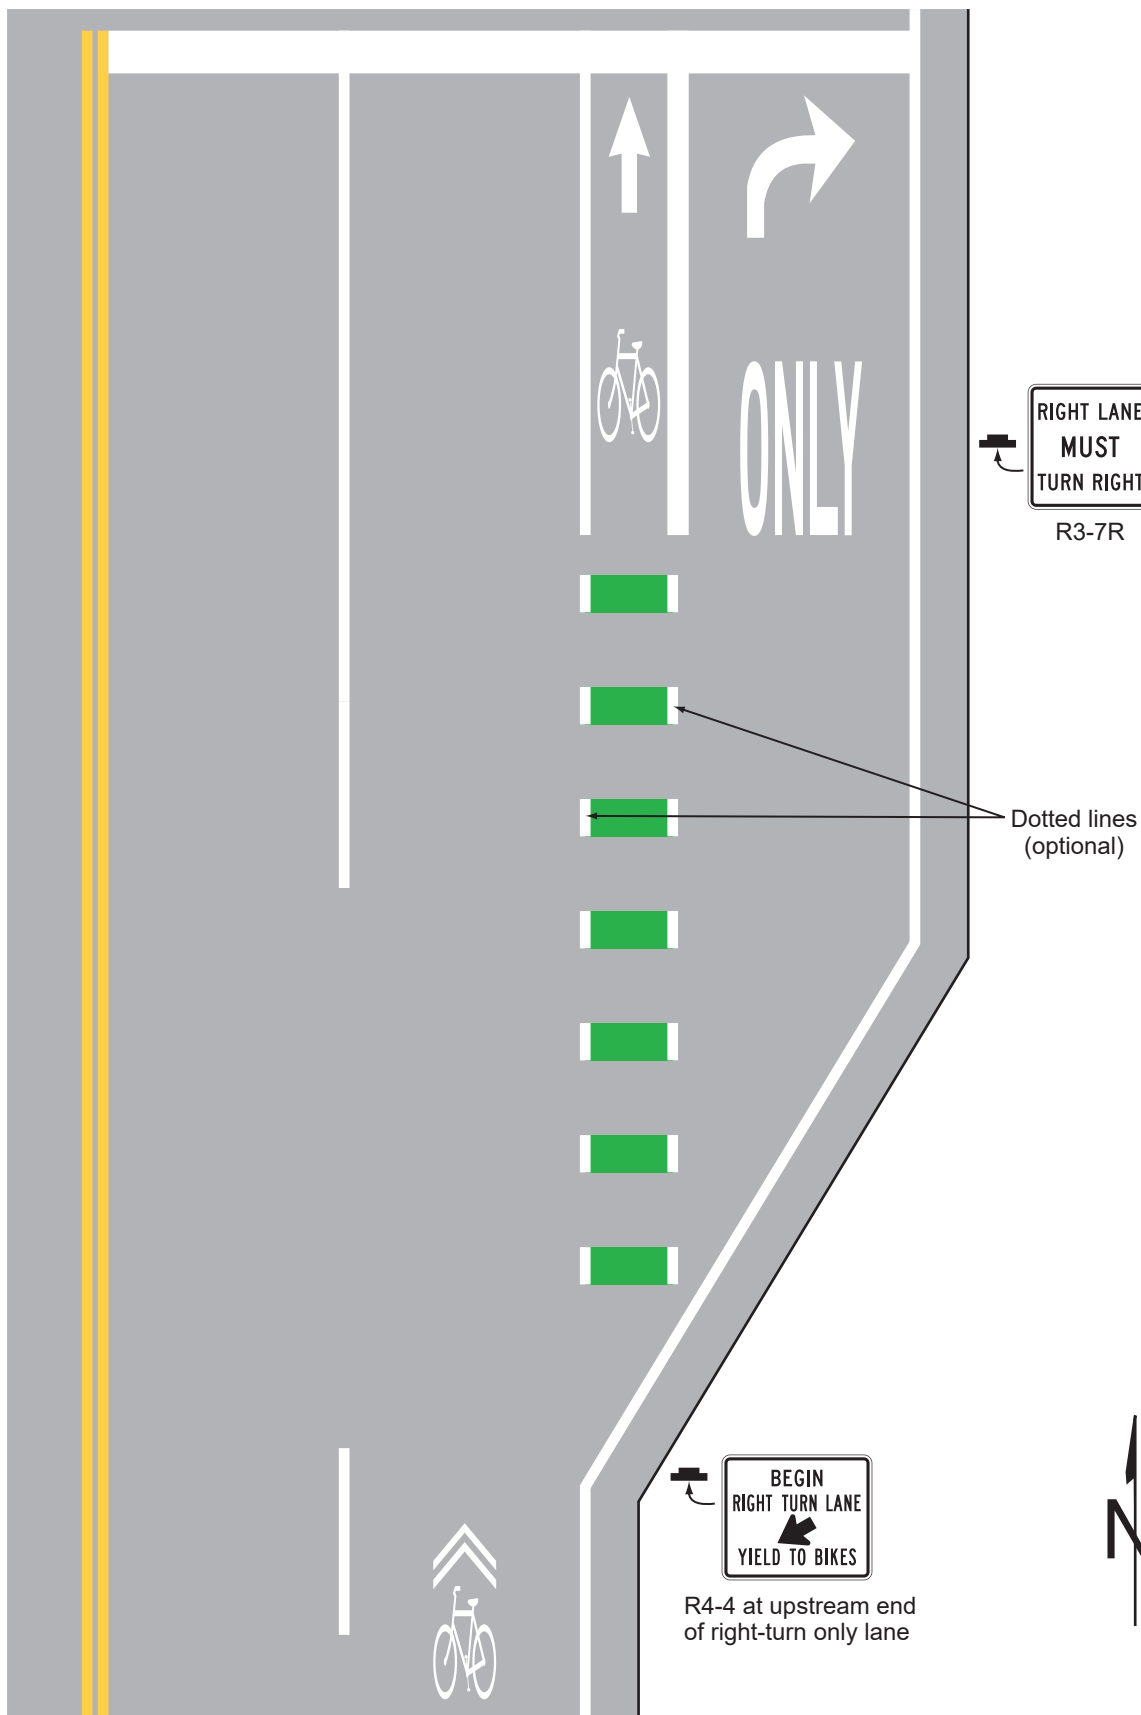 ONLY
RIGHT LANE
MUST
TURN RIGHT
R3-7R
Dotted lines
(optional)
BEGIN
RIGHT TURN LANE
YIELD TO BIKES
R4-4 at upstream end
of right-turn only lane
N